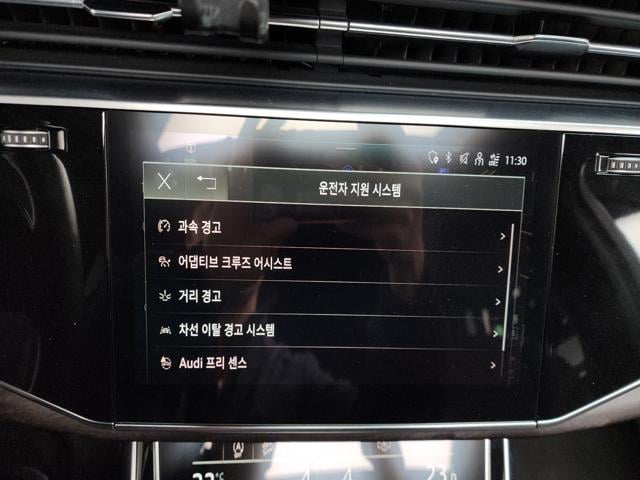 11:30
운전자 지원 시스템
과속 경고
어댑티브 크루즈 어시스트
거리 경고
차선 이탈 경고 시스템
Audi 프리 센스